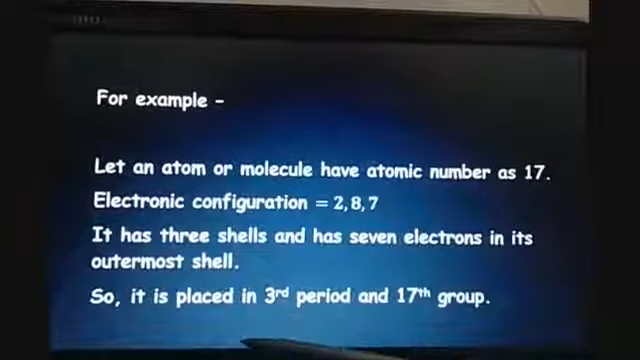 For example -
Let an atom or molecule have atomic number as 17.
Electronic configuration = 2, 8, 7
It has three shells and has seven electrons in its
outermost shell.
So, it is placed in 3rd period and 17th group.